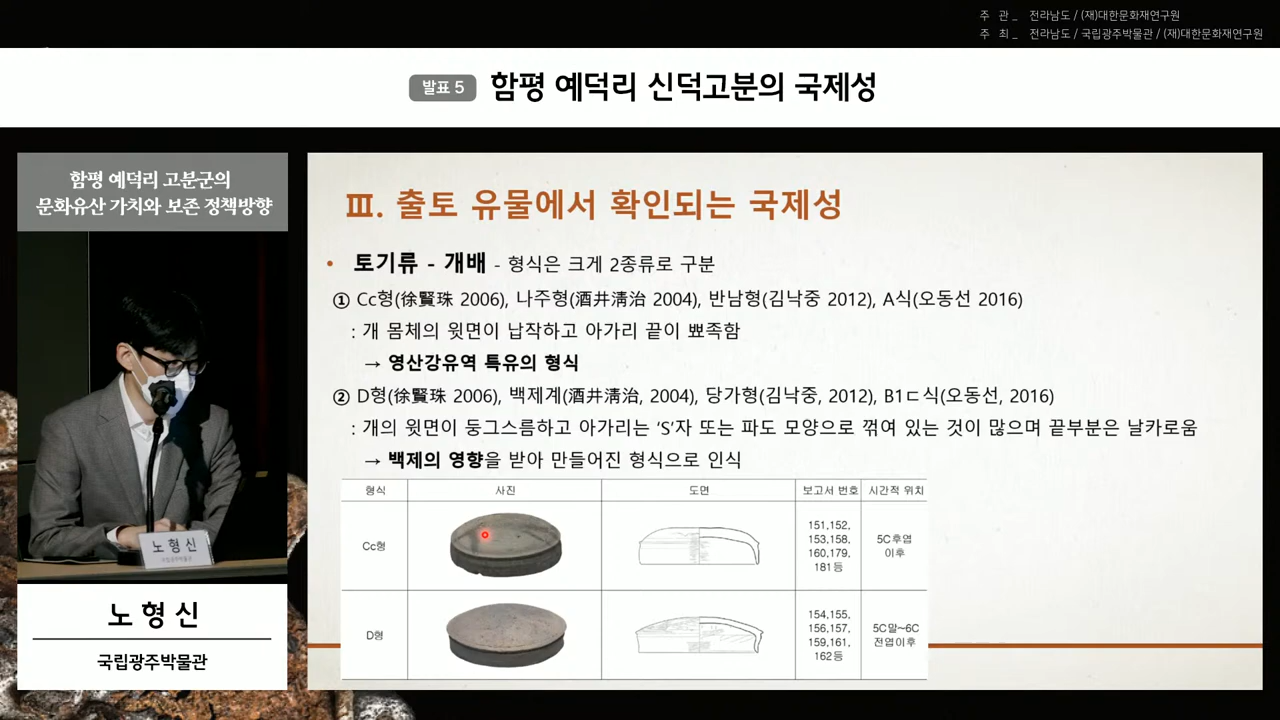 주 관 _ 전라남도 / (재)대한문화재연구원
주 최 _ 전라남도 / 국립광주박물관 / (재)대한문화재연구원
발표 5 함평 예덕리 신덕고분의 국제성
함평 예덕리 고분군의
문화유산 가치와 보존 정책방향
노형신
국립광주박물관
노 형 신
국립광주박물관
Ⅲ. 출토 유물에서 확인되는 국제성
• 토기류 - 개배 - 형식은 크게 2종류로 구분
① Cc형(徐賢珠 2006), 나주형(酒井淸治 2004), 반남형(김낙중 2012), A식(오동선 2016)
: 개 몸체의 윗면이 납작하고 아가리 끝이 뾰족함
→ 영산강유역 특유의 형식
② D형(徐賢珠 2006), 백제계(酒井淸治, 2004), 당가형(김낙중, 2012), B1ㄷ식(오동선, 2016)
: 개의 윗면이 둥그스름하고 아가리는 'S'자 또는 파도 모양으로 꺾여 있는 것이 많으며 끝부분은 날카로움
→ 백제의 영향을 받아 만들어진 형식으로 인식
형식 사진 도면 보고서 번호 시간적 위치
Cc형
151,152,
153,158,
160,179,
181등
5C후엽
이후
D형
154,155,
156,157,
159,161,
162등
5C말~6C
전엽이후